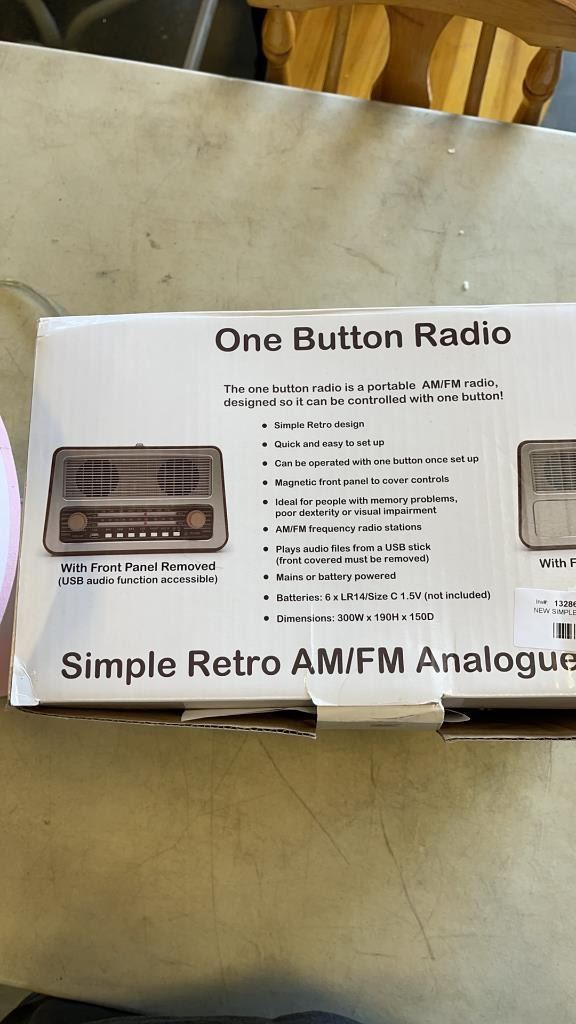 One Button Radio
The one button radio is a portable AM/FM radio,
designed so it can be controlled with one button!
• Simple Retro design
• Quick and easy to set up
• Can be operated with one button once set up
• Magnetic front panel to cover controls
• Ideal for people with memory problems,
poor dexterity or visual impairment
• AM/FM frequency radio stations
• Plays audio files from a USB stick
(front covered must be removed)
• Mains or battery powered
• Batteries: 6 x LR14/Size C 1.5V (not included)
• Dimensions: 300W x 190H x 150D
With Front Panel Removed
(USB audio function accessible)
With F
13286
NEW SIMPLE
Simple Retro AM/FM Analogue